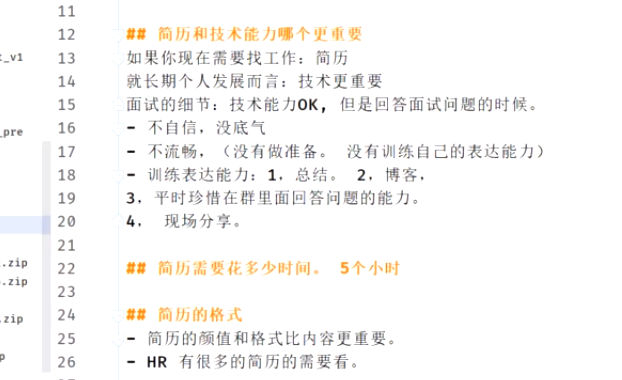 11
12 ## 简历和技术能力哪个更重要
_v1
13 如果你现在需要找工作：简历
14 就长期个人发展而言：技术更重要
15 面试的细节：技术能力OK，但是回答面试问题的时候。
_pre
16 - 不自信，没底气
17 - 不流畅，（没有做准备。 没有训练自己的表达能力）
18 - 训练表达能力：1，总结。 2，博客，
19 3，平时珍惜在群里面回答问题的能力。
20 4， 现场分享。
21
.zip
22 ## 简历需要花多少时间。 5个小时
.zip
23
.zip
24 ## 简历的格式
25 - 简历的颜值和格式比内容更重要。
p
26 - HR 有很多的简历的需要看。